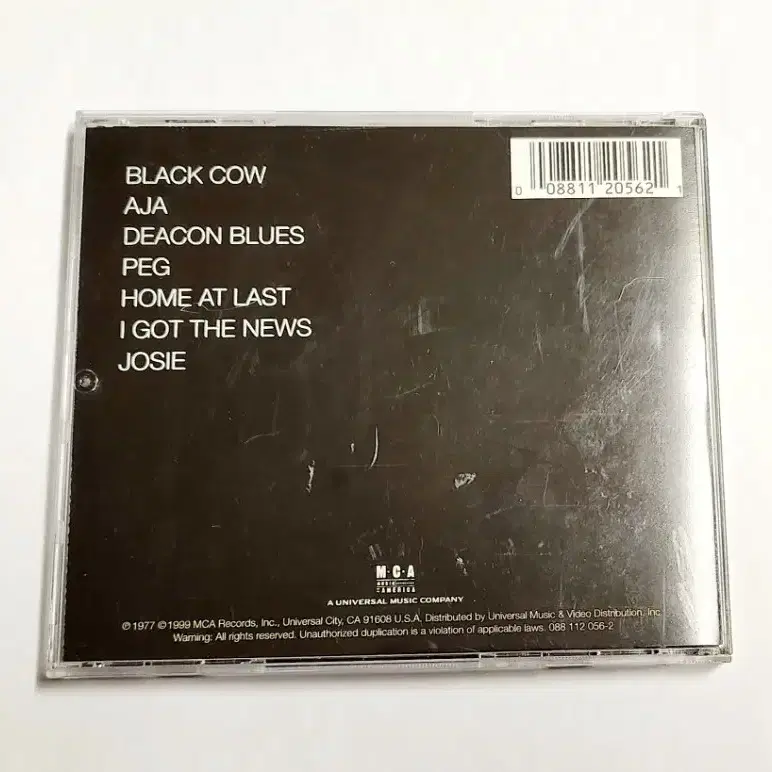 BLACK COW
AJA
DEACON BLUES
PEG
HOME AT LAST
I GOT THE NEWS
JOSIE
0 08811 20562 1
M·C·A
MUSIC
AMERICA
A UNIVERSAL MUSIC COMPANY
℗ 1977 © 1999 MCA Records, Inc., Universal City, CA 91608 U.S.A. Distributed by Universal Music & Video Distribution, Inc.
Warning: All rights reserved. Unauthorized duplication is a violation of applicable laws. 088 112 056-2